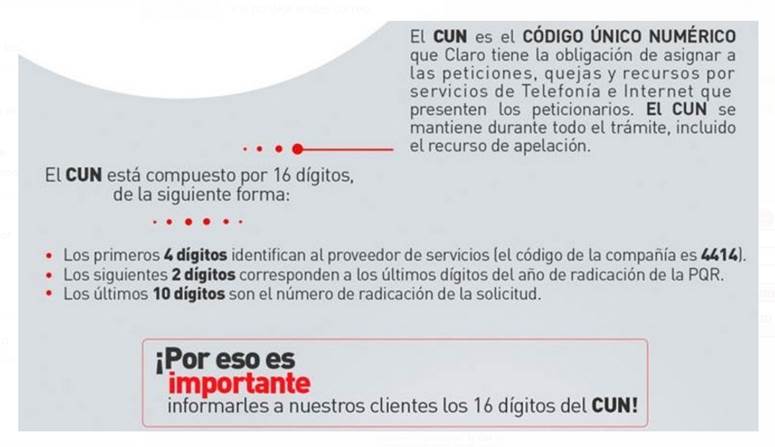 El CUN es el CÓDIGO ÚNICO NUMÉRICO
que Claro tiene la obligación de asignar a
las peticiones, quejas y recursos por
servicios de Telefonía e Internet que
presenten los peticionarios. El CUN se
mantiene durante todo el trámite, incluido
el recurso de apelación.
El CUN está compuesto por 16 dígitos,
de la siguiente forma:
• Los primeros 4 dígitos identifican al proveedor de servicios (el código de la compañía es 4414).
• Los siguientes 2 dígitos corresponden a los últimos dígitos del año de radicación de la PQR.
• Los últimos 10 dígitos son el número de radicación de la solicitud.
¡Por eso es
importante
informarles a nuestros clientes los 16 dígitos del CUN!